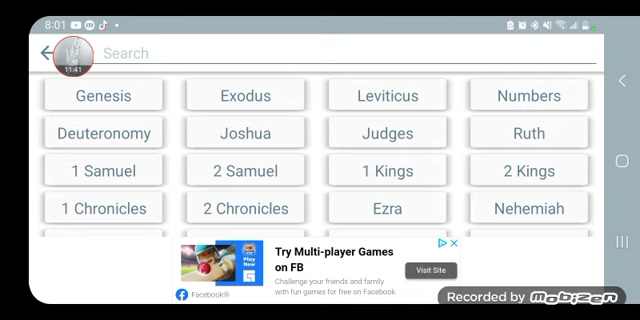 8:01
Search
11:41
Genesis Exodus Leviticus Numbers
Deuteronomy Joshua Judges Ruth
1 Samuel 2 Samuel 1 Kings 2 Kings
1 Chronicles 2 Chronicles Ezra Nehemiah
Play
Now
Try Multi-player Games
on FB
Challenge your friends and family
with fun games for free on Facebook.
Visit Site
Facebook®
Recorded by Mobizen